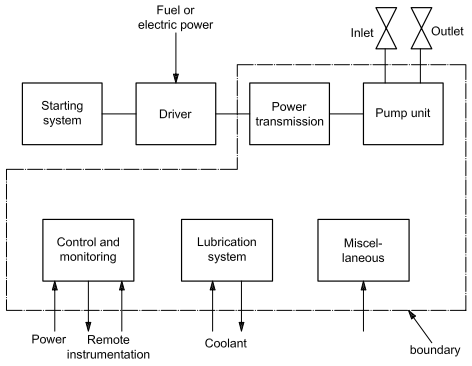 Fuel or
electric power
Inlet
Outlet
Starting
system
Driver
Power
transmission
Pump unit
Control and
monitoring
Lubrication
system
Miscel-
laneous
Power
Remote
instrumentation
Coolant
boundary